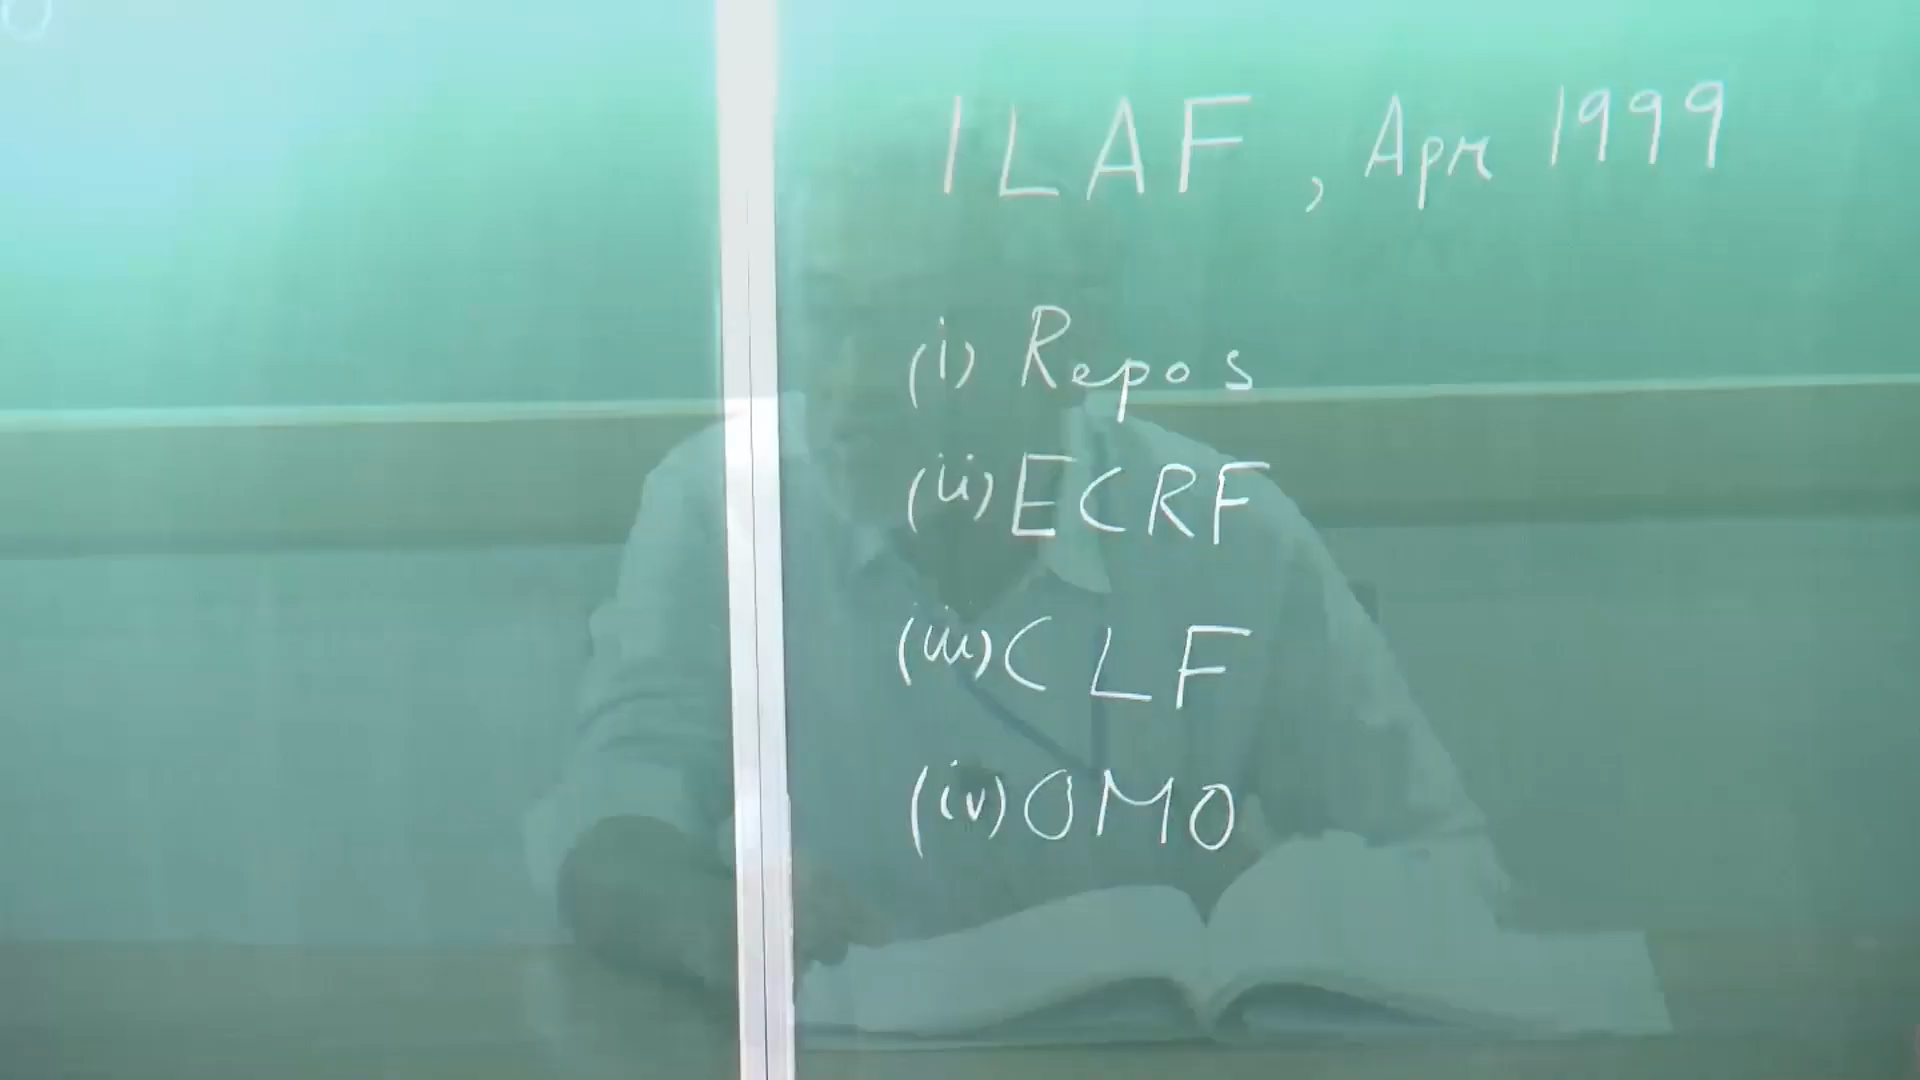 ILAF, Apr 1999
(i) Repos
(ii) ECRF
(iii) CLF
(iv) OMO